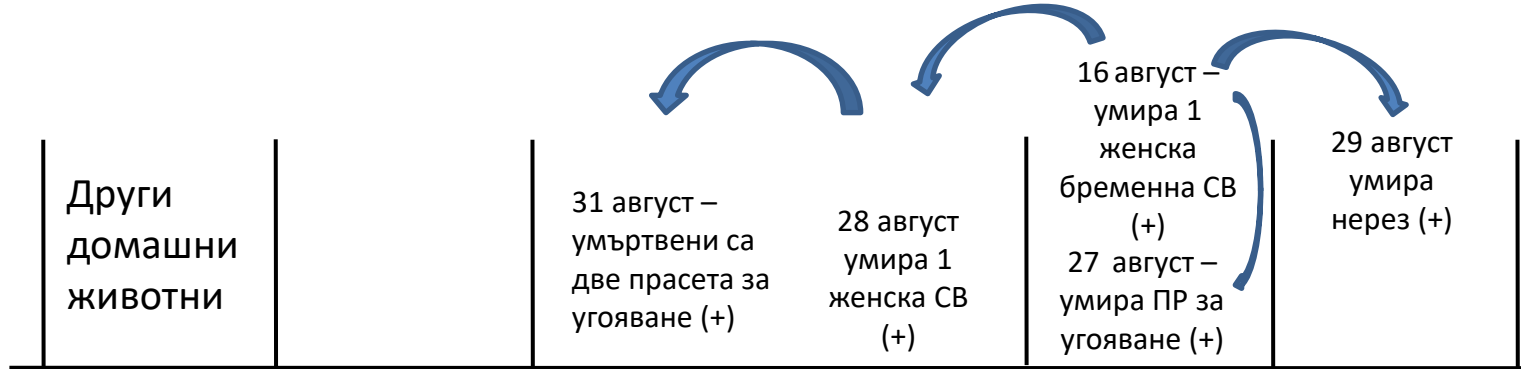 Други
домашни
животни
31 август –
умъртвени са
две прасета за
угояване (+)
28 август
умира 1
женска СВ
(+)
16 август –
умира 1
женска
бременна СВ
(+)
27 август –
умира ПР за
угояване (+)
29 август
умира
нерез (+)